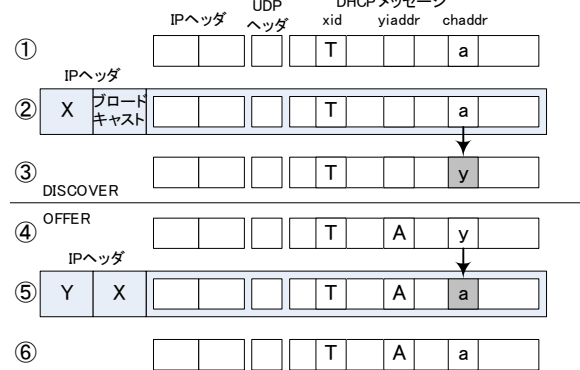 UDP DHCPメッセージ
IPヘッダ ヘッダ xid yiaddr chaddr
① T a
IPヘッダ
② X ブロード
キャスト T a
③ T y
DISCOVER
OFFER
④ T A y
IPヘッダ
⑤ Y X T A a
⑥ T A a